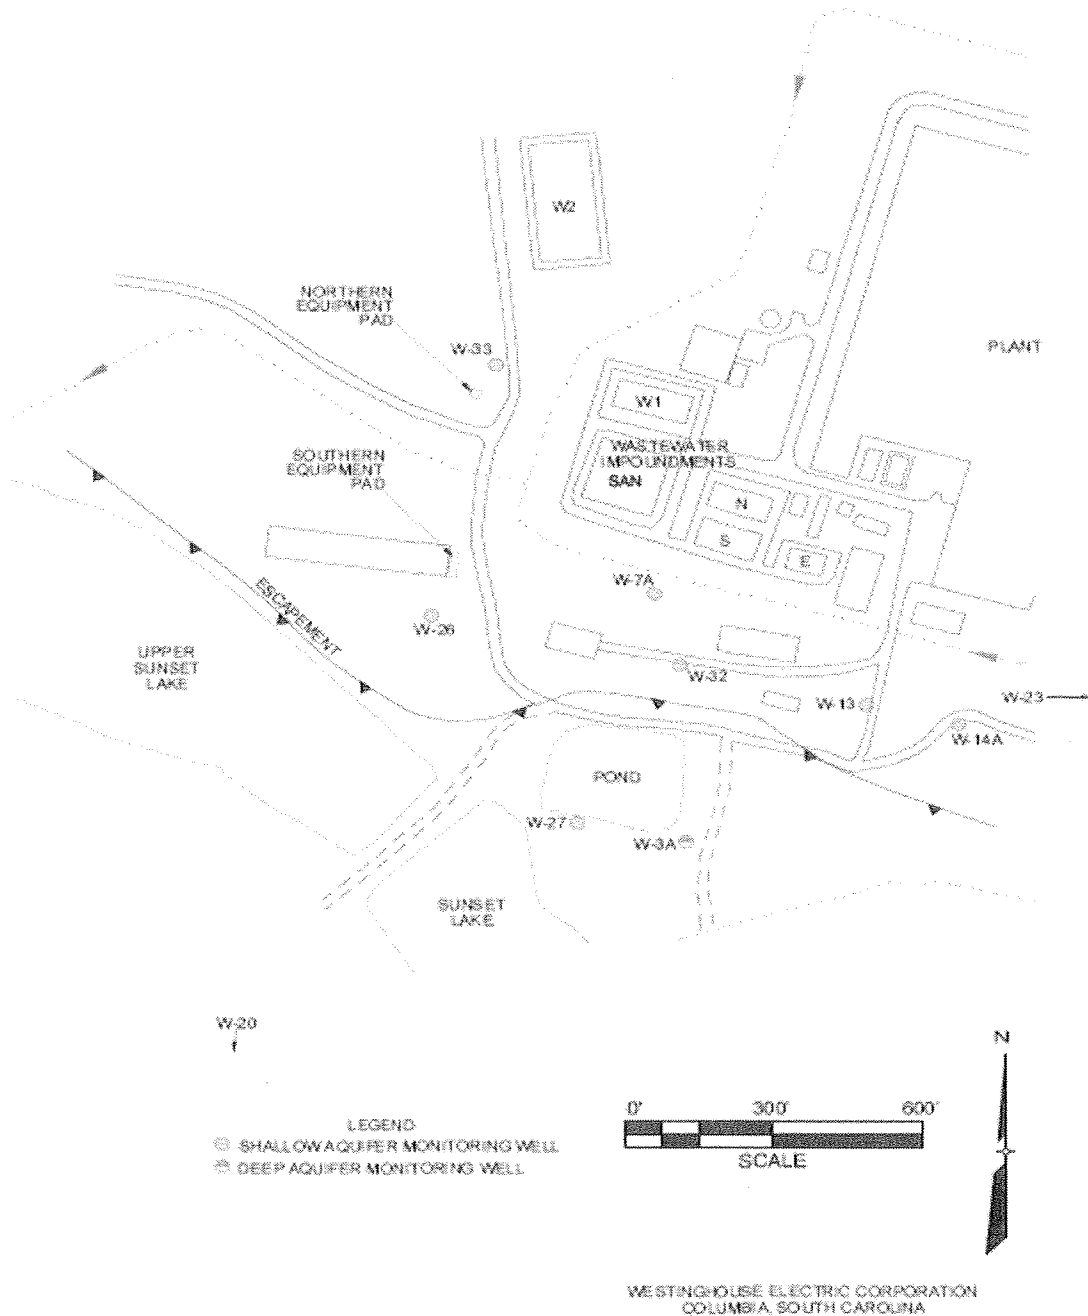 W2
NORTHERN
EQUIPMENT
PAD
W-33
PLANT
W1
WASTEWATER
IMPOUNDMENTS
SAN
SOUTHERN
EQUIPMENT
PAD
N
S
E
W-7A
ESCAPEMENT
W-26
UPPER
SUNSET
LAKE
W-32
W-23
W-13
W-14A
POND
W-27
W-3A
SUNSET
LAKE
W-20
N
0' 300' 600'
SCALE
LEGEND
SHALLOW AQUIFER MONITORING WELL
DEEP AQUIFER MONITORING WELL
WESTINGHOUSE ELECTRIC CORPORATION
COLUMBIA, SOUTH CAROLINA